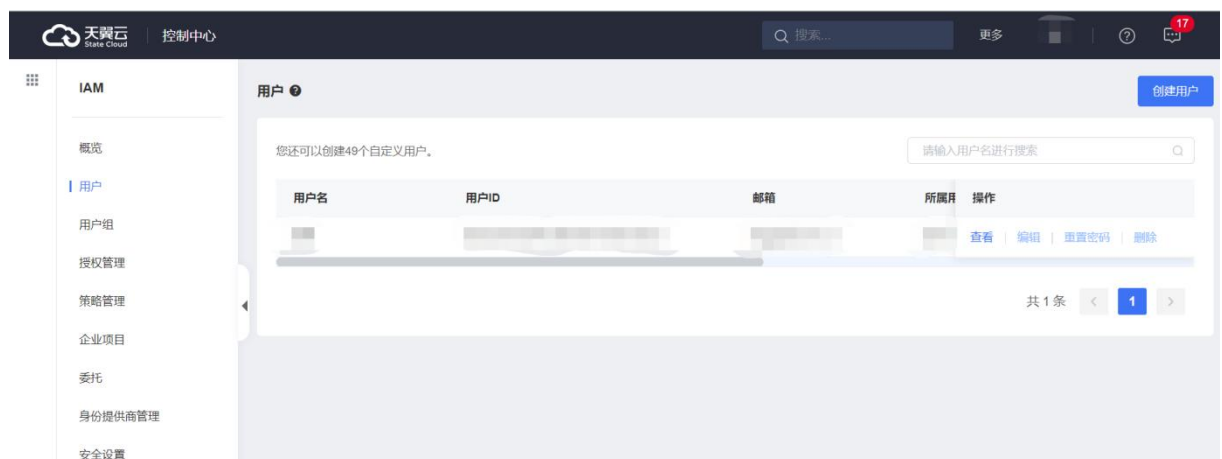 天翼云
State Cloud
控制中心
搜索...
更多
17
IAM
概览
用户
用户组
授权管理
策略管理
企业项目
委托
身份提供商管理
安全设置
用户
创建用户
您还可以创建49个自定义用户。
请输入用户名进行搜索
用户名 用户ID 邮箱 所属用 操作
查看 编辑 重置密码 删除
共 1 条 < 1 >